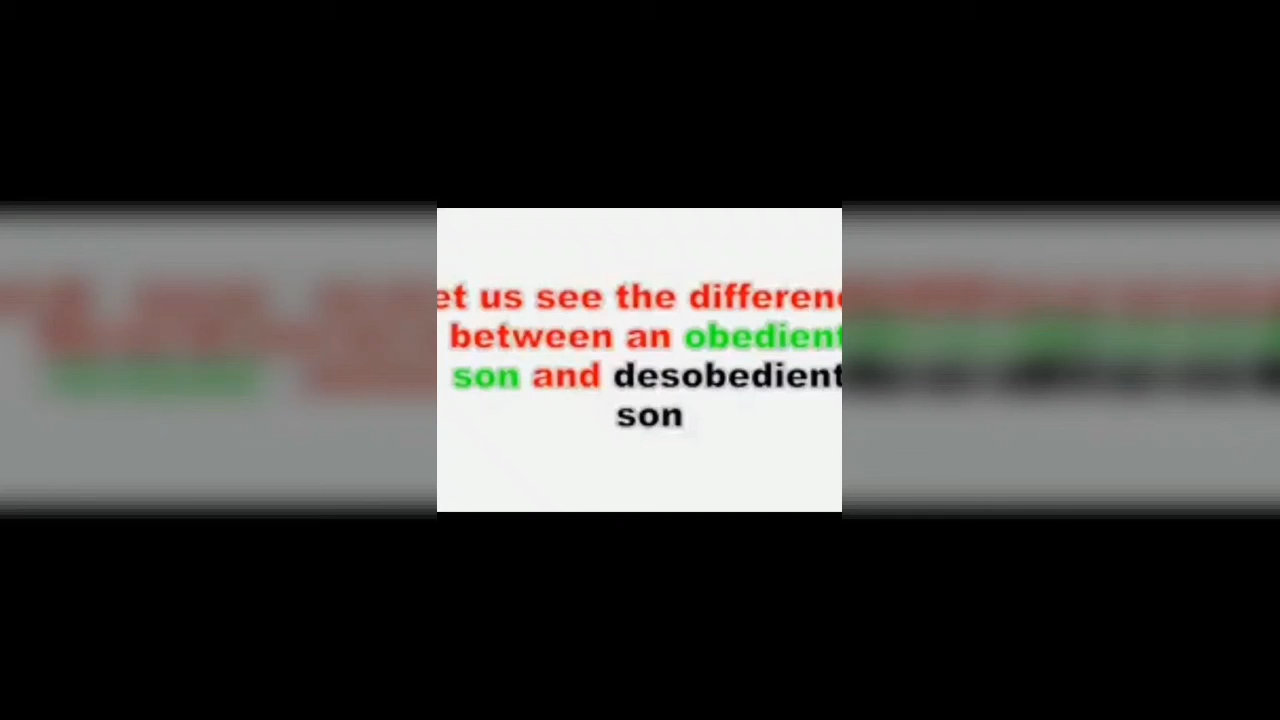 et us see the differen
between an obedient
son and desobedient
son